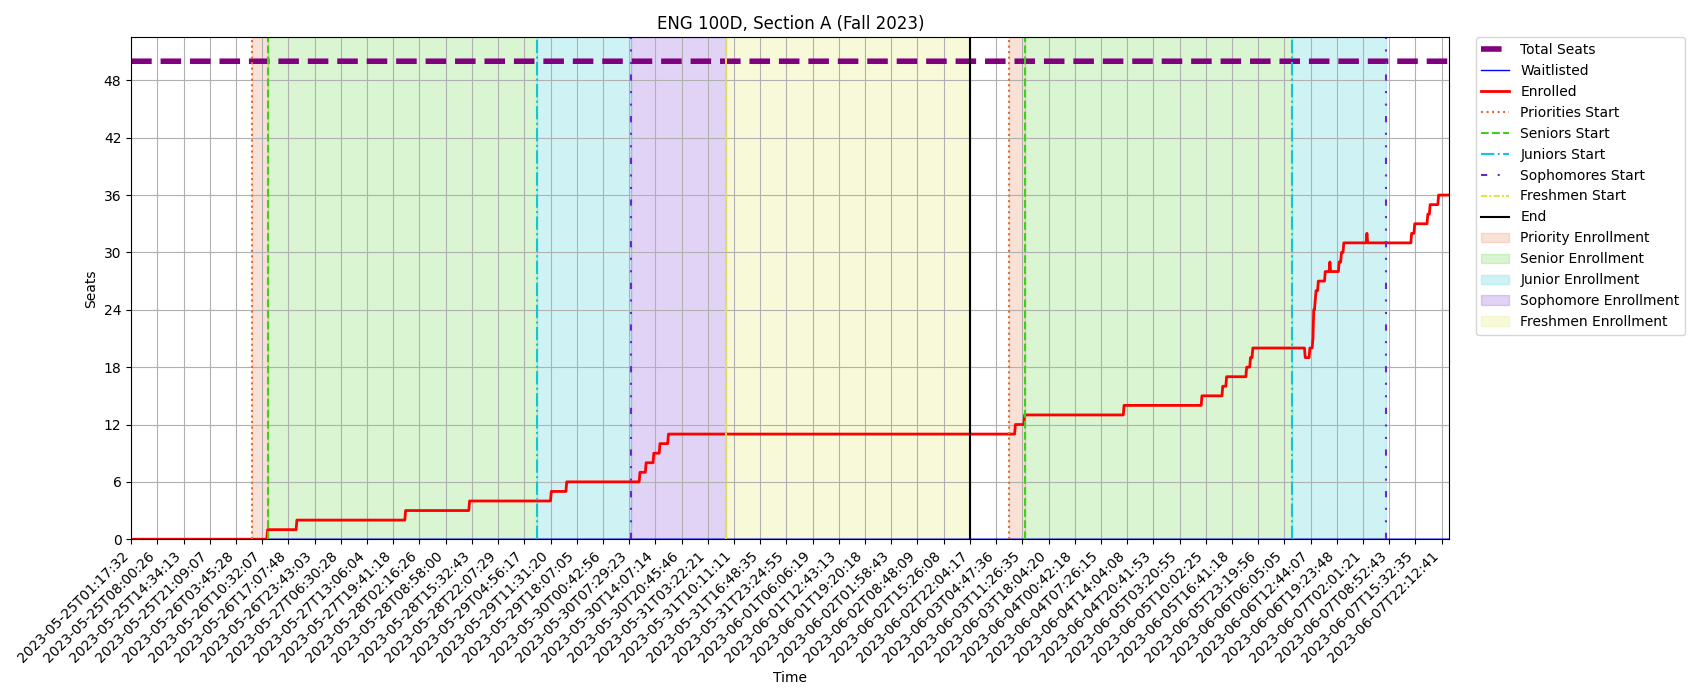 ENG 100D, Section A (Fall 2023)
Seats
48
42
36
30
24
18
12
6
0
2023-05-25T01:17:32
2023-05-25T08:00:26
2023-05-25T14:34:13
2023-05-25T21:09:07
2023-05-26T03:45:28
2023-05-26T10:32:07
2023-05-26T17:07:48
2023-05-26T23:43:03
2023-05-27T06:30:28
2023-05-27T13:06:04
2023-05-27T19:41:18
2023-05-28T02:16:26
2023-05-28T08:58:00
2023-05-28T15:32:43
2023-05-28T22:07:29
2023-05-29T04:56:17
2023-05-29T11:31:20
2023-05-29T18:07:05
2023-05-30T00:42:56
2023-05-30T07:29:23
2023-05-30T14:07:14
2023-05-30T20:45:46
2023-05-31T03:22:21
2023-05-31T10:11:11
2023-05-31T16:48:35
2023-05-31T23:24:55
2023-06-01T06:06:19
2023-06-01T12:43:13
2023-06-01T19:20:18
2023-06-02T01:58:43
2023-06-02T08:48:09
2023-06-02T15:26:08
2023-06-02T22:04:17
2023-06-03T04:47:36
2023-06-03T11:26:35
2023-06-03T18:04:20
2023-06-04T00:42:18
2023-06-04T07:26:15
2023-06-04T14:04:08
2023-06-04T20:41:53
2023-06-05T03:20:55
2023-06-05T10:02:25
2023-06-05T16:41:18
2023-06-05T23:19:56
2023-06-06T06:05:05
2023-06-06T12:44:07
2023-06-06T19:23:48
2023-06-07T02:01:21
2023-06-07T08:52:43
2023-06-07T15:32:35
2023-06-07T22:12:41
Time
Total Seats
Waitlisted
Enrolled
Priorities Start
Seniors Start
Juniors Start
Sophomores Start
Freshmen Start
End
Priority Enrollment
Senior Enrollment
Junior Enrollment
Sophomore Enrollment
Freshmen Enrollment